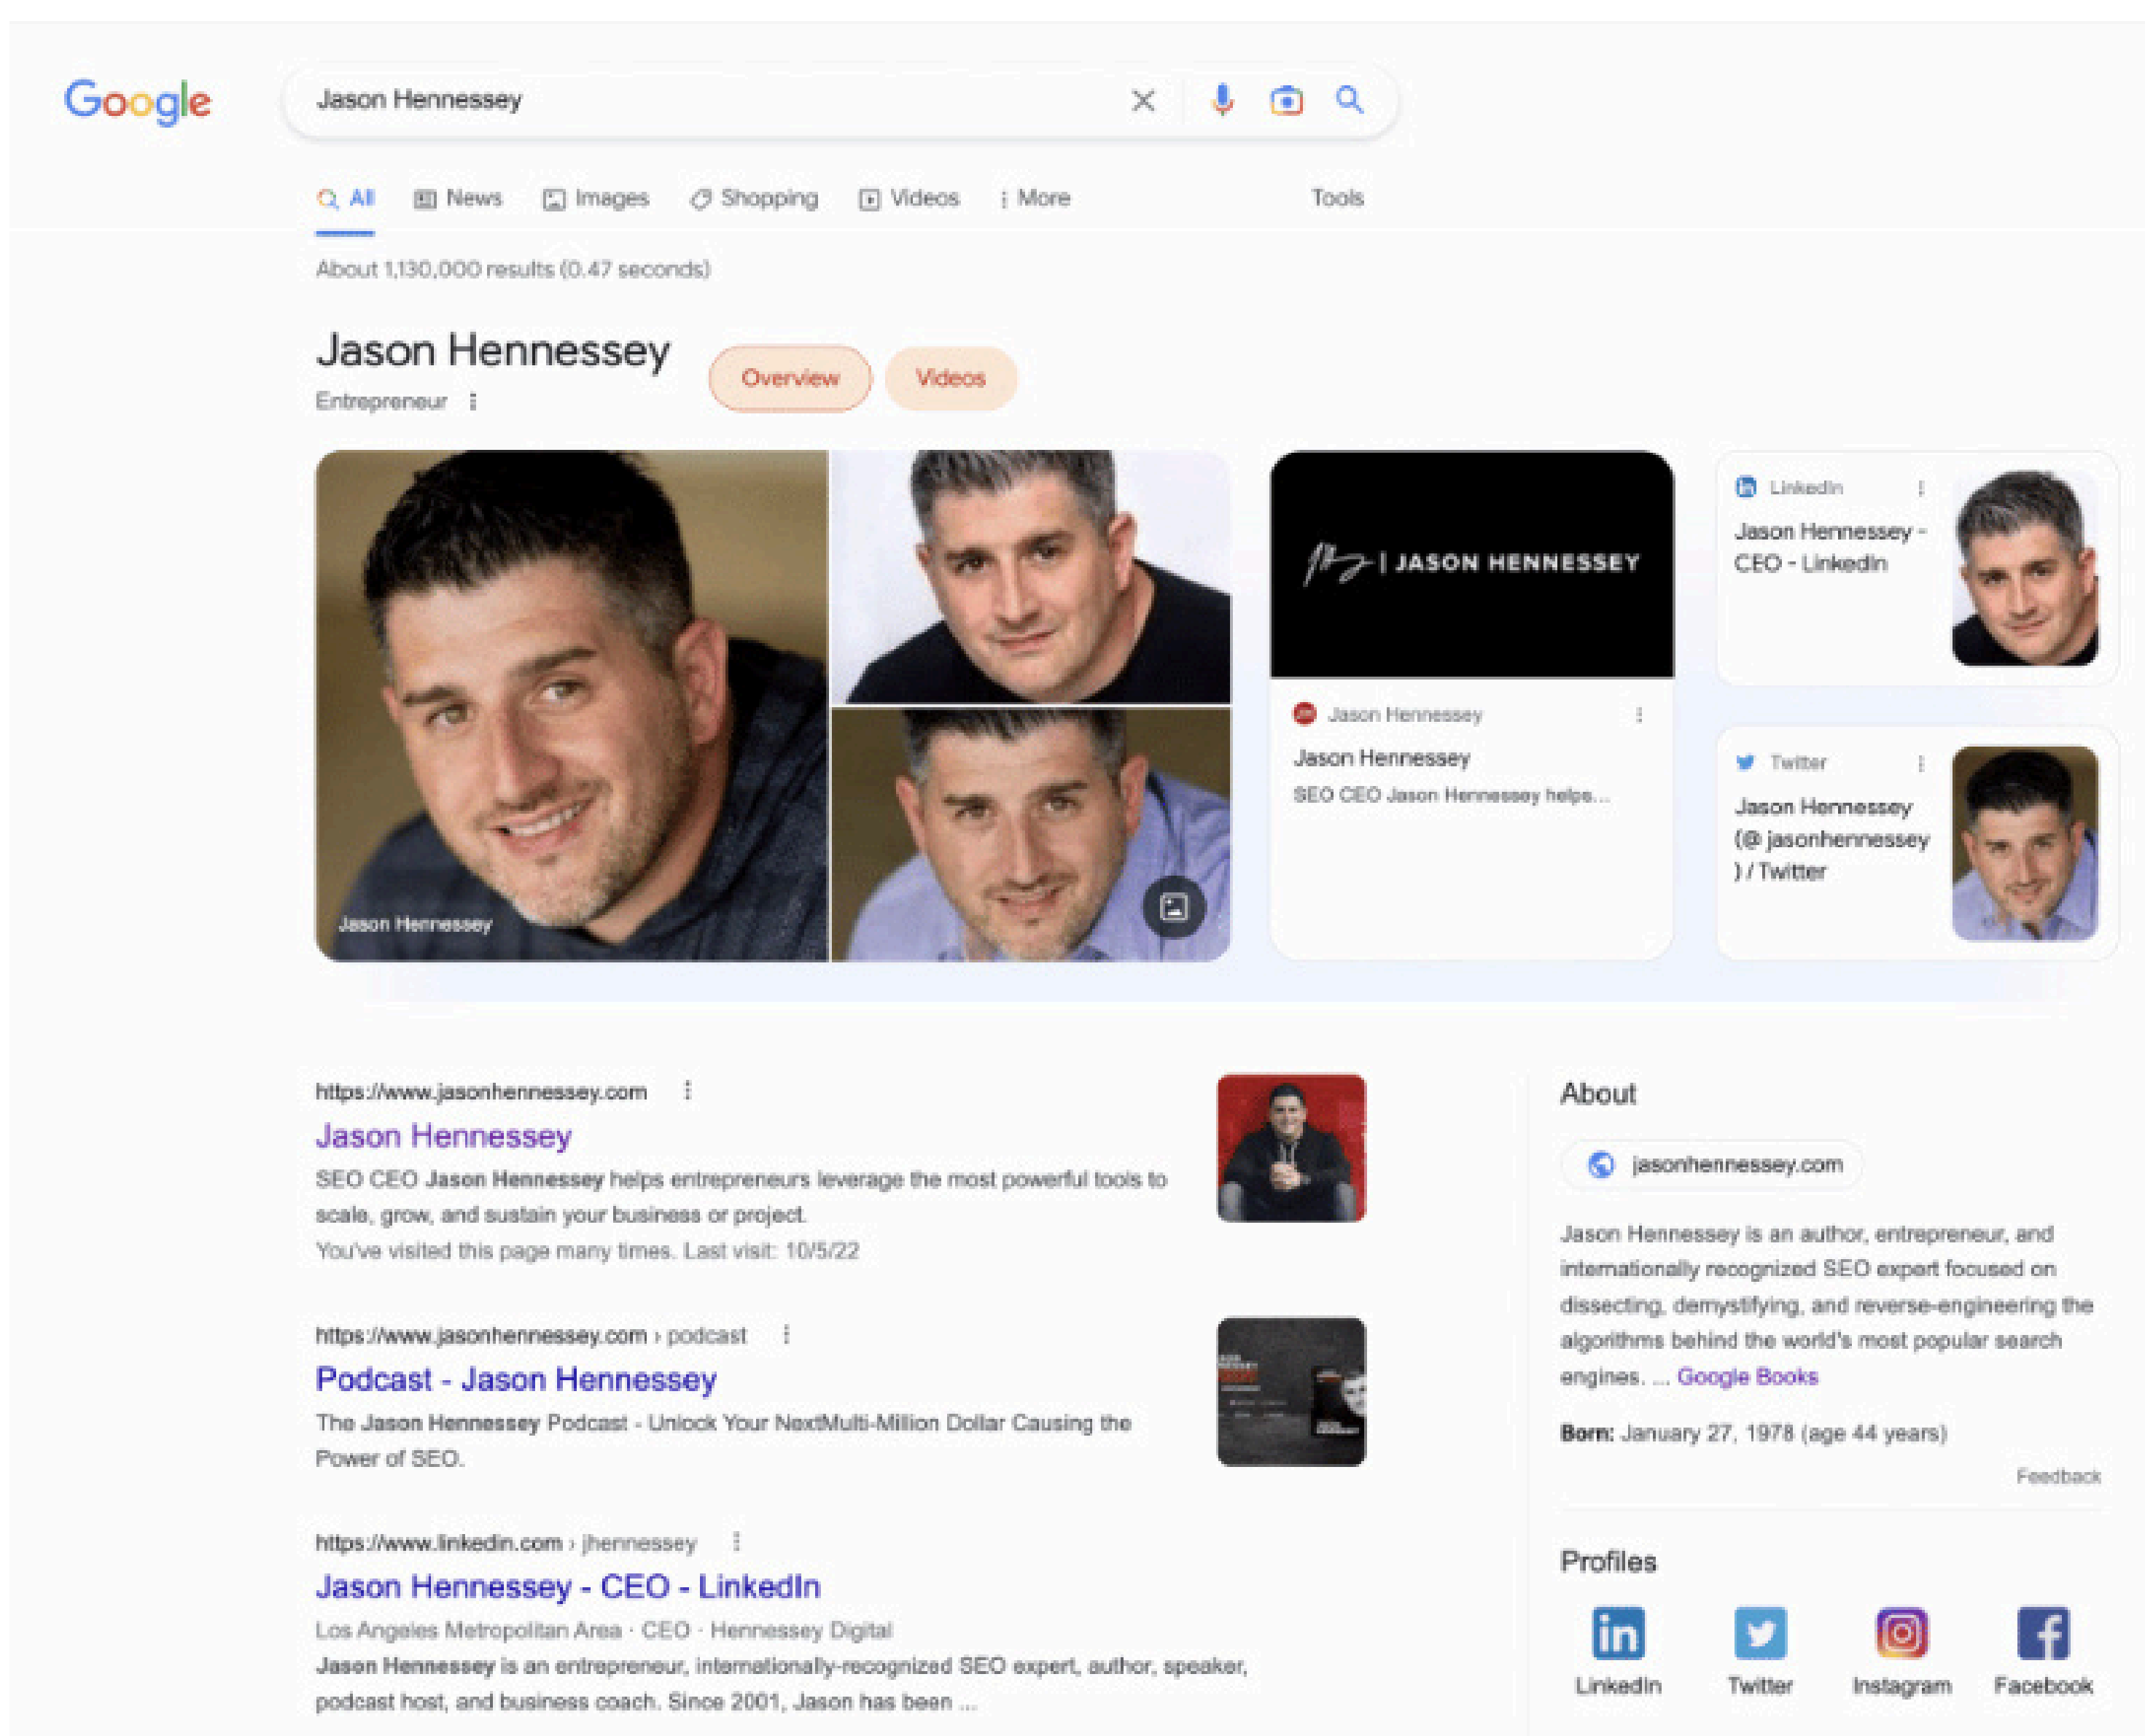 Google
Jason Hennessey
All News Images Shopping Videos More Tools
About 1,130,000 results (0.47 seconds)
Jason Hennessey
Entrepreneur
Overview Videos
Jason Hennessey
JASON HENNESSEY
Jason Hennessey
Jason Hennessey
SEO CEO Jason Hennessey helps...
LinkedIn
Jason Hennessey -
CEO - LinkedIn
Twitter
Jason Hennessey
(@ jasonhennessey
) / Twitter
https://www.jasonhennessey.com
Jason Hennessey
SEO CEO Jason Hennessey helps entrepreneurs leverage the most powerful tools to
scale, grow, and sustain your business or project.
You've visited this page many times. Last visit: 10/5/22
https://www.jasonhennessey.com › podcast
Podcast - Jason Hennessey
The Jason Hennessey Podcast - Unlock Your NextMulti-Million Dollar Causing the
Power of SEO.
https://www.linkedin.com › jhennessey
Jason Hennessey - CEO - LinkedIn
Los Angeles Metropolitan Area · CEO · Hennessey Digital
Jason Hennessey is an entrepreneur, internationally-recognized SEO expert, author, speaker,
podcast host, and business coach. Since 2001, Jason has been ...
About
jasonhennessey.com
Jason Hennessey is an author, entrepreneur, and
internationally recognized SEO expert focused on
dissecting, demystifying, and reverse-engineering the
algorithms behind the world's most popular search
engines. ... Google Books
Born: January 27, 1978 (age 44 years)
Feedback
Profiles
LinkedIn Twitter Instagram Facebook